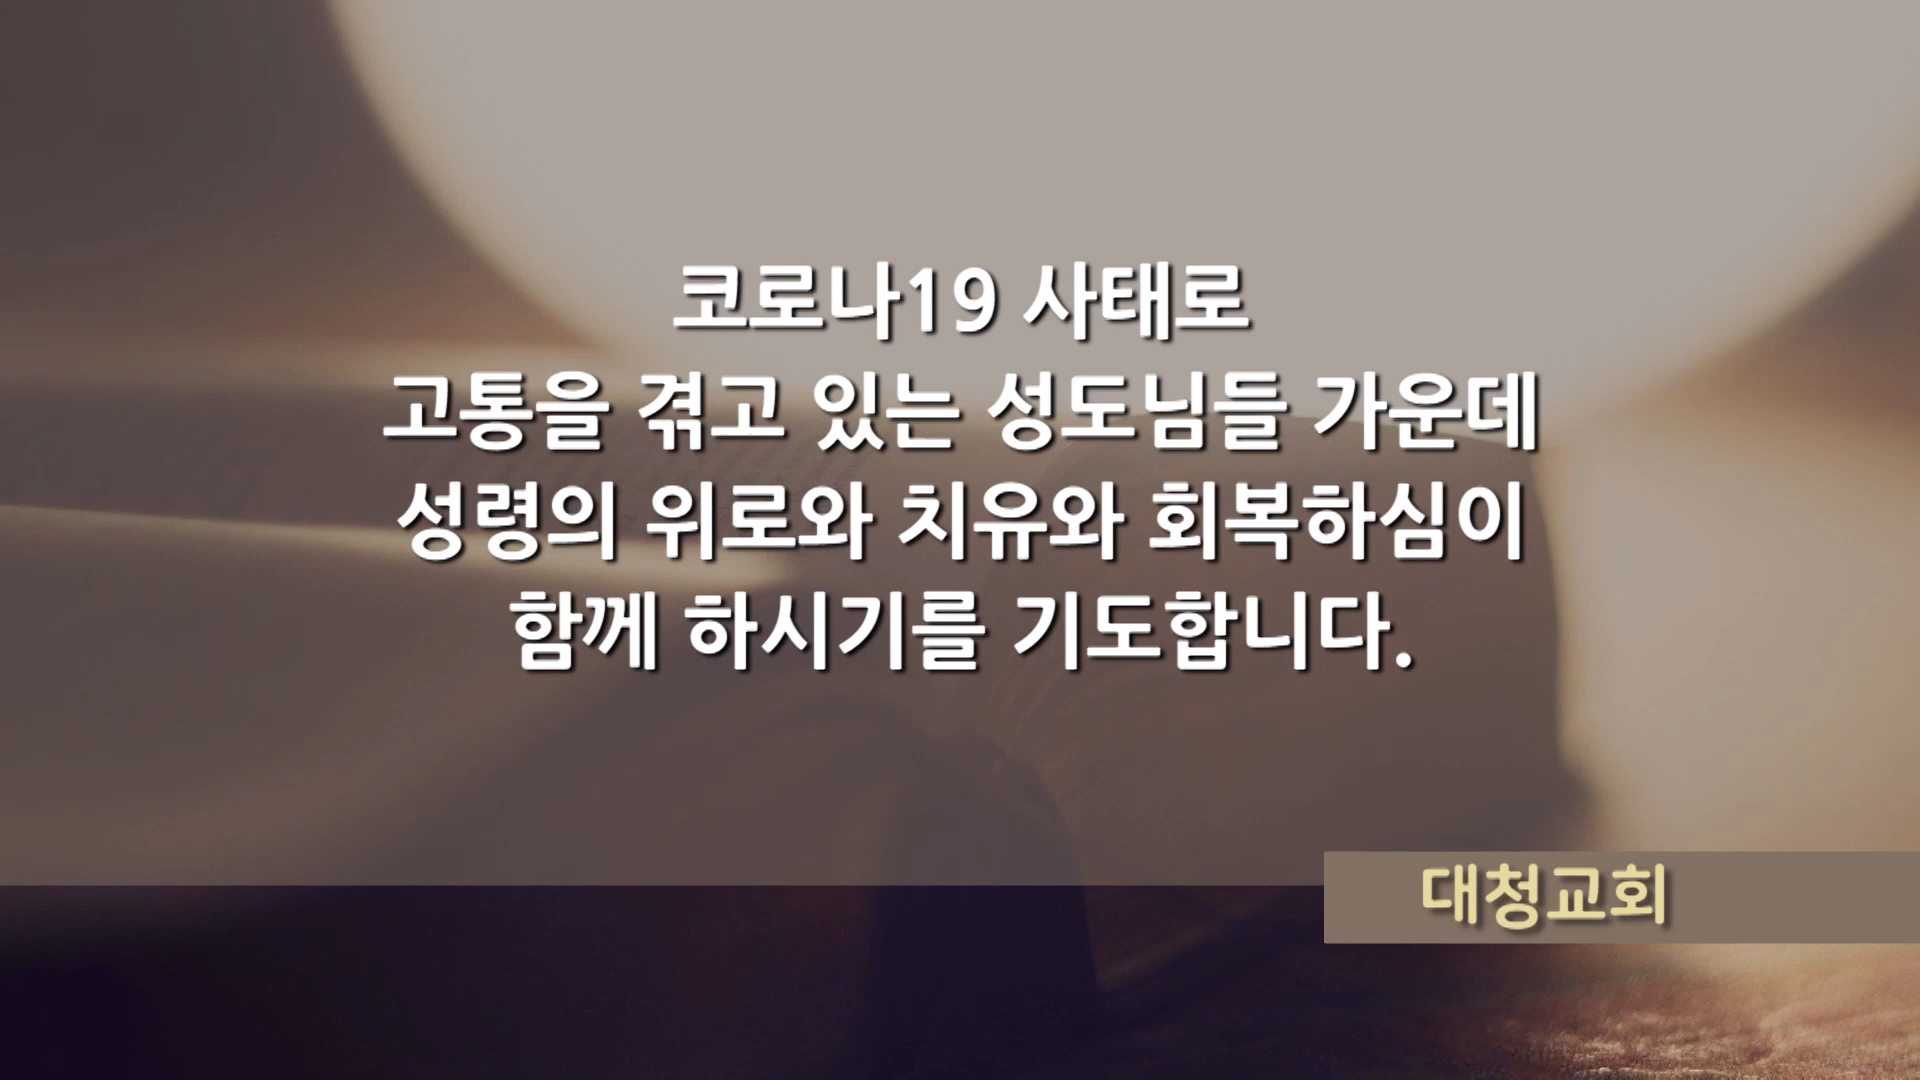 코로나19 사태로
고통을 겪고 있는 성도님들 가운데
성령의 위로와 치유와 회복하심이
함께 하시기를 기도합니다.
대청교회